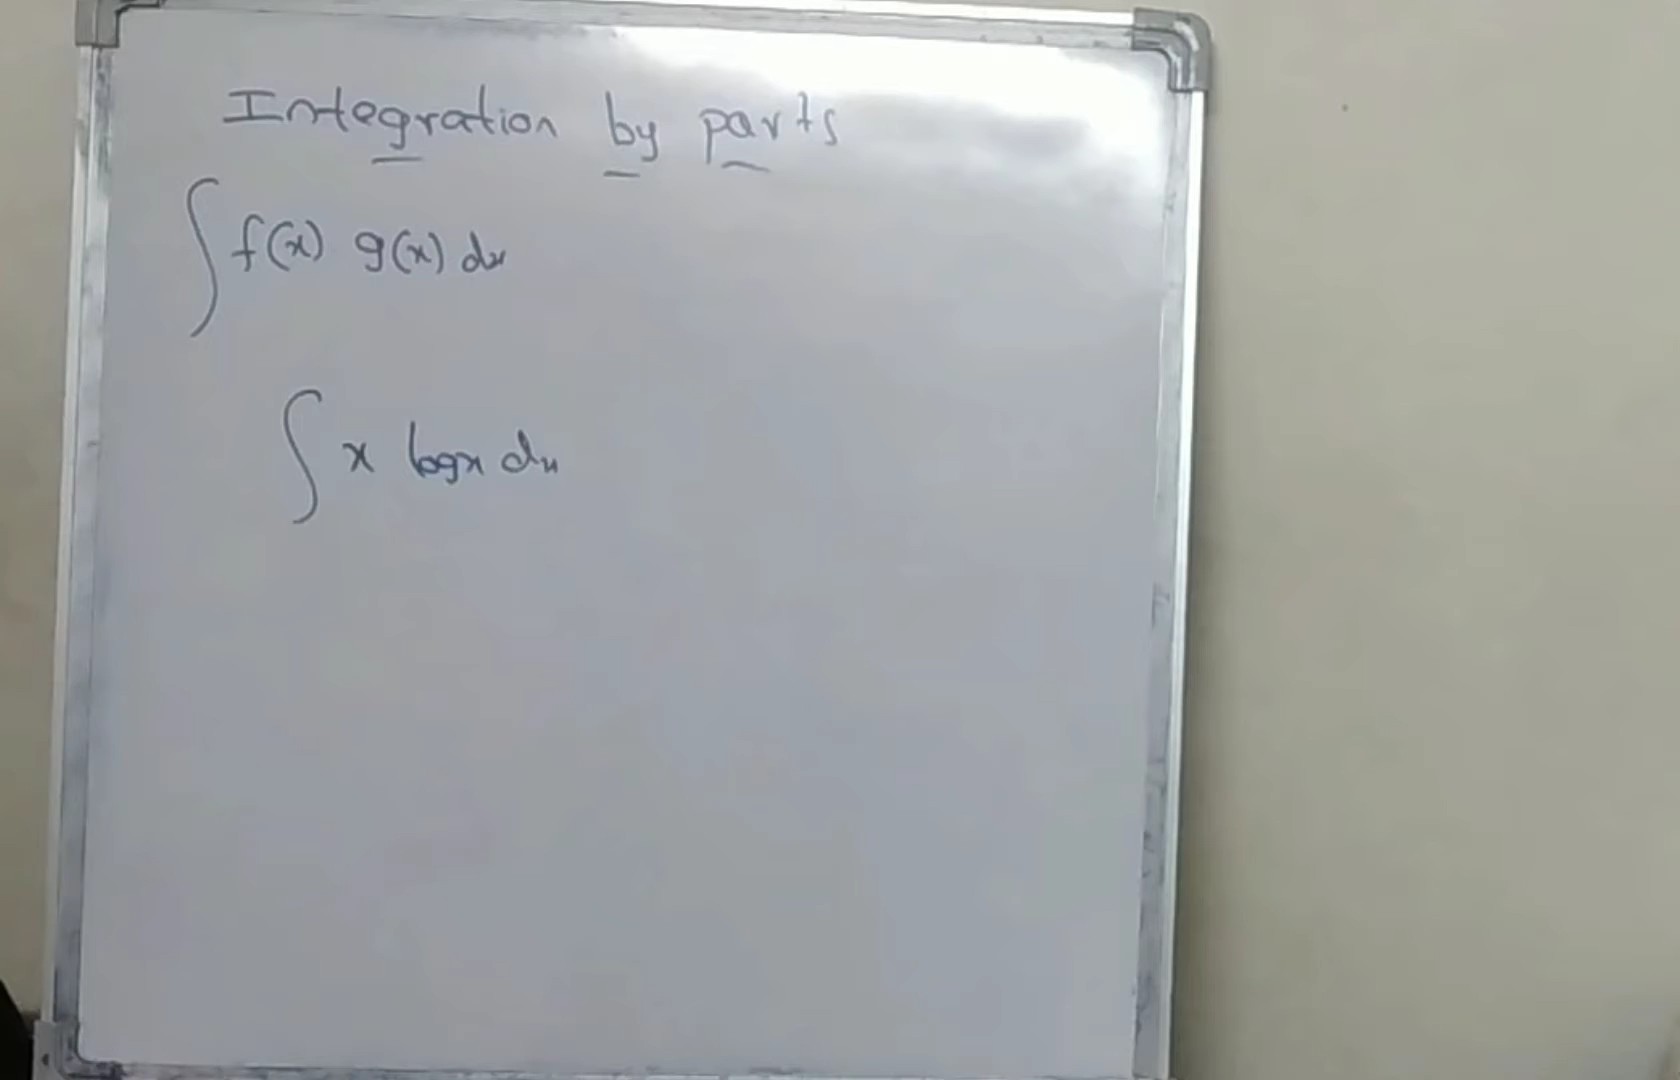 Integration by parts
∫ f(x) g(x) dx
∫ x logx dx